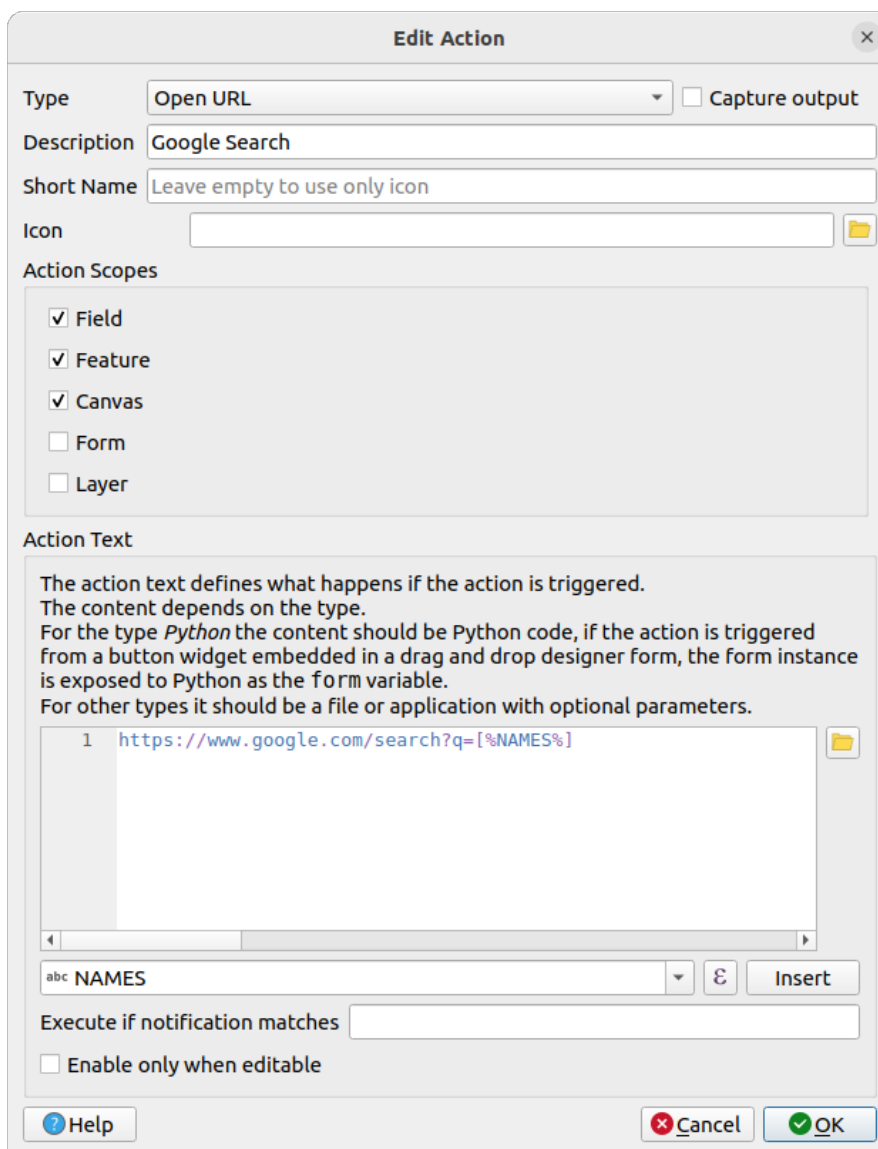 Edit Action
Type Open URL Capture output
Description Google Search
Short Name Leave empty to use only icon
Icon
Action Scopes
Field
Feature
Canvas
Form
Layer
Action Text
The action text defines what happens if the action is triggered.
The content depends on the type.
For the type Python the content should be Python code, if the action is triggered
from a button widget embedded in a drag and drop designer form, the form instance
is exposed to Python as the form variable.
For other types it should be a file or application with optional parameters.
1 https://www.google.com/search?q=[%NAMES%]
abc NAMES ε Insert
Execute if notification matches
Enable only when editable
Help Cancel OK